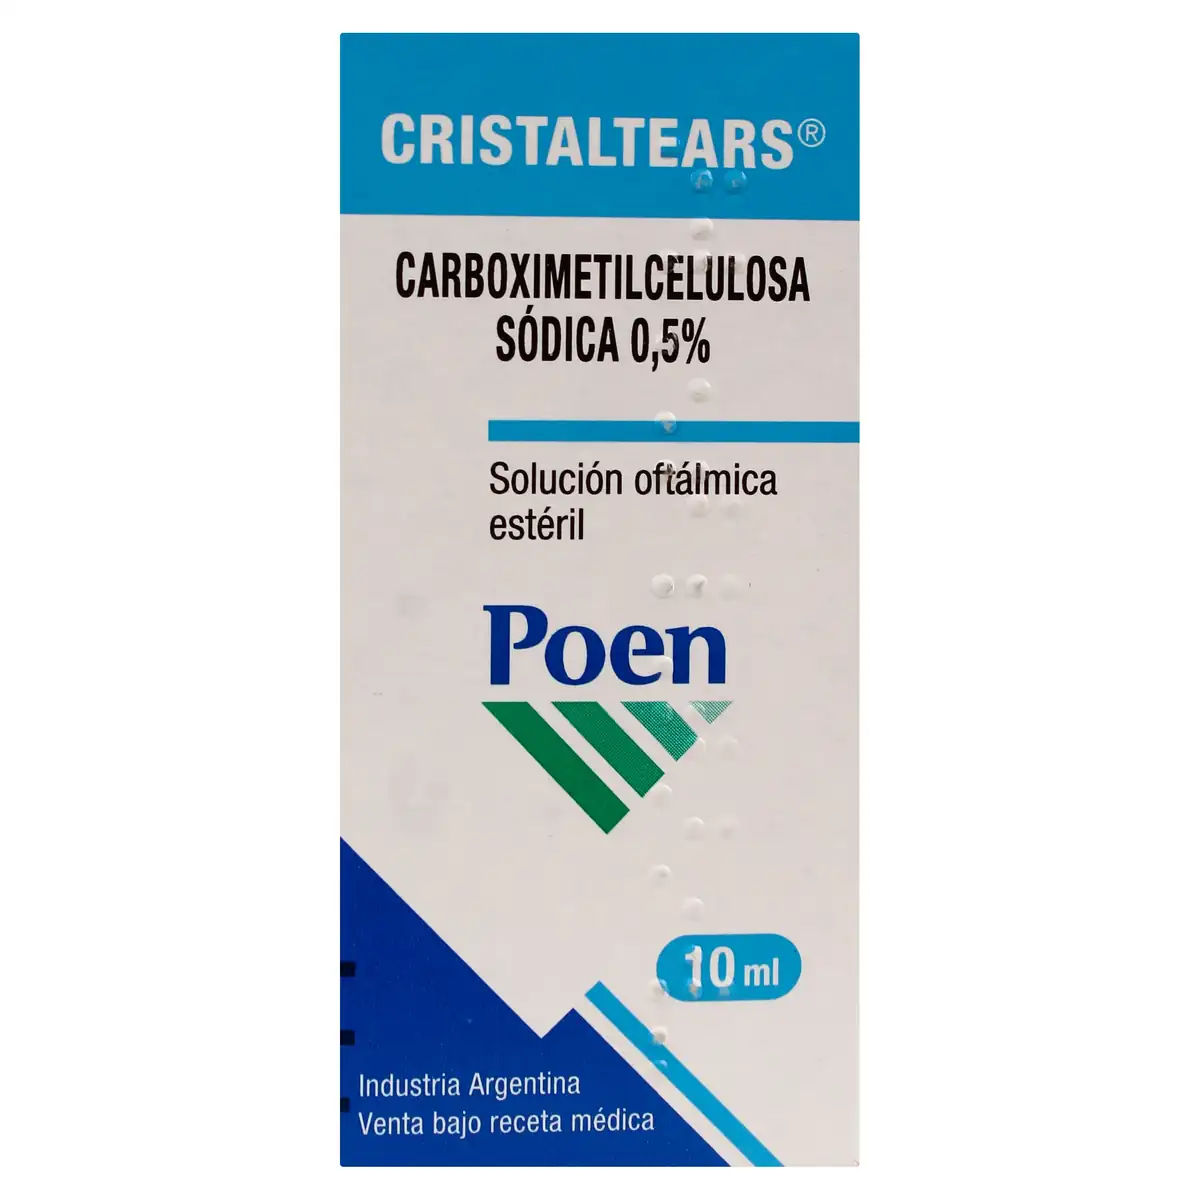 CRISTALTEARS®
CARBOXIMETILCELULOSA
SÓDICA 0,5%
Solución oftálmica
estéril
Poen
10 ml
Industria Argentina
Venta bajo receta médica